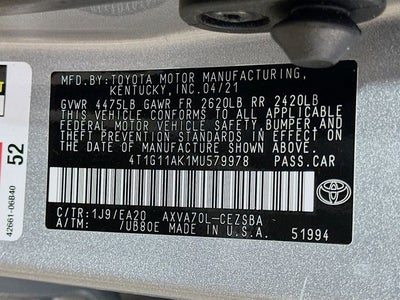 MFD.BY:TOYOTA MOTOR MANUFACTURING,
KENTUCKY, INC.04/21
GVWR 4475LB GAWR FR 2620LB RR 2420LB
THIS VEHICLE CONFORMS TO ALL APPLICABLE
FEDERAL MOTOR VEHICLE SAFETY, BUMPER, AND
THEFT PREVENTION STANDARDS IN EFFECT ON
THE DATE OF MANUFACTURE SHOWN ABOVE.
4T1G11AK1MU579978 PASS.CAR
C/TR:1J9/EA20 AXVA70L-CEZSBA
A/TM: /UB80E MADE IN U.S.A. 51994
TOYOTA
52
42661-06B40